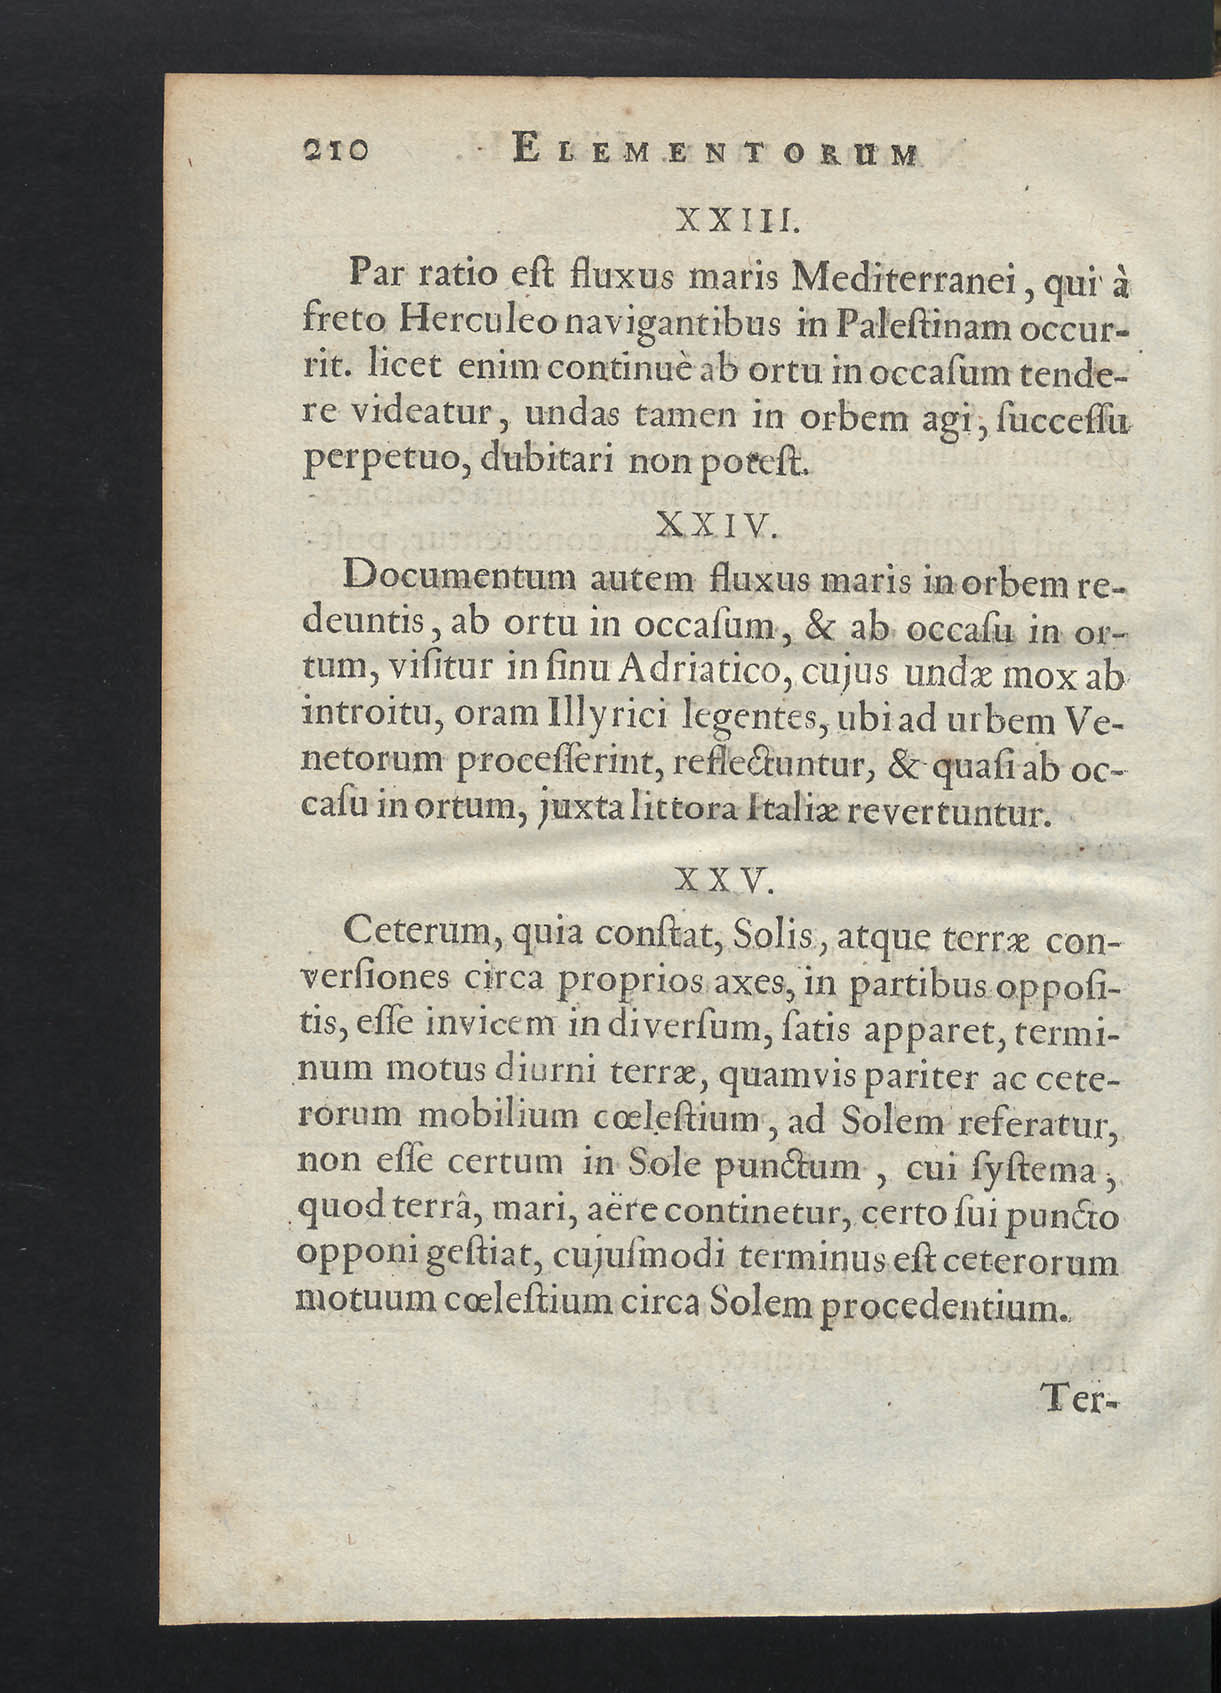 210 ELEMENTORUM
XXIII.
Par ratio eſt fluxus maris Mediterranei, qui à
freto Herculeo navigantibus in Paleſtinam occur-
rit. licet enim continuè ab ortu in occaſum tende-
re videatur, undas tamen in orbem agi, ſucceſſu
perpetuo, dubitari non poteſt.
XXIV.
Documentum autem fluxus maris in orbem re-
deuntis, ab ortu in occaſum, & ab occaſu in or-
tum, viſitur in ſinu Adriatico, cujus undæ mox ab
introitu, oram Illyrici legentes, ubi ad urbem Ve-
netorum proceſſerint, reflectuntur, & quaſi ab oc-
caſu in ortum, juxta littora Italiæ revertuntur.
XXV.
Ceterum, quia conſtat, Solis, atque terræ con-
verſiones circa proprios axes, in partibus oppoſi-
tis, eſſe invicem in diverſum, ſatis apparet, termi-
num motus diurni terræ, quamvis pariter ac cete-
rorum mobilium cœleſtium, ad Solem referatur,
non eſſe certum in Sole punctum, cui ſyſtema,
quod terrâ, mari, aëre continetur, certo ſui puncto
opponi geſtiat, cujuſmodi terminus eſt ceterorum
motuum cœleſtium circa Solem procedentium.
Ter-